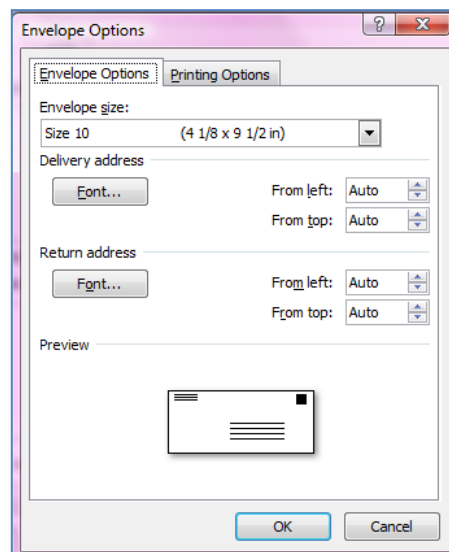 Envelope Options
? X
Envelope Options Printing Options
Envelope size:
Size 10 (4 1/8 x 9 1/2 in)
Delivery address
Font... From left: Auto
From top: Auto
Return address
Font... From left: Auto
From top: Auto
Preview
OK Cancel